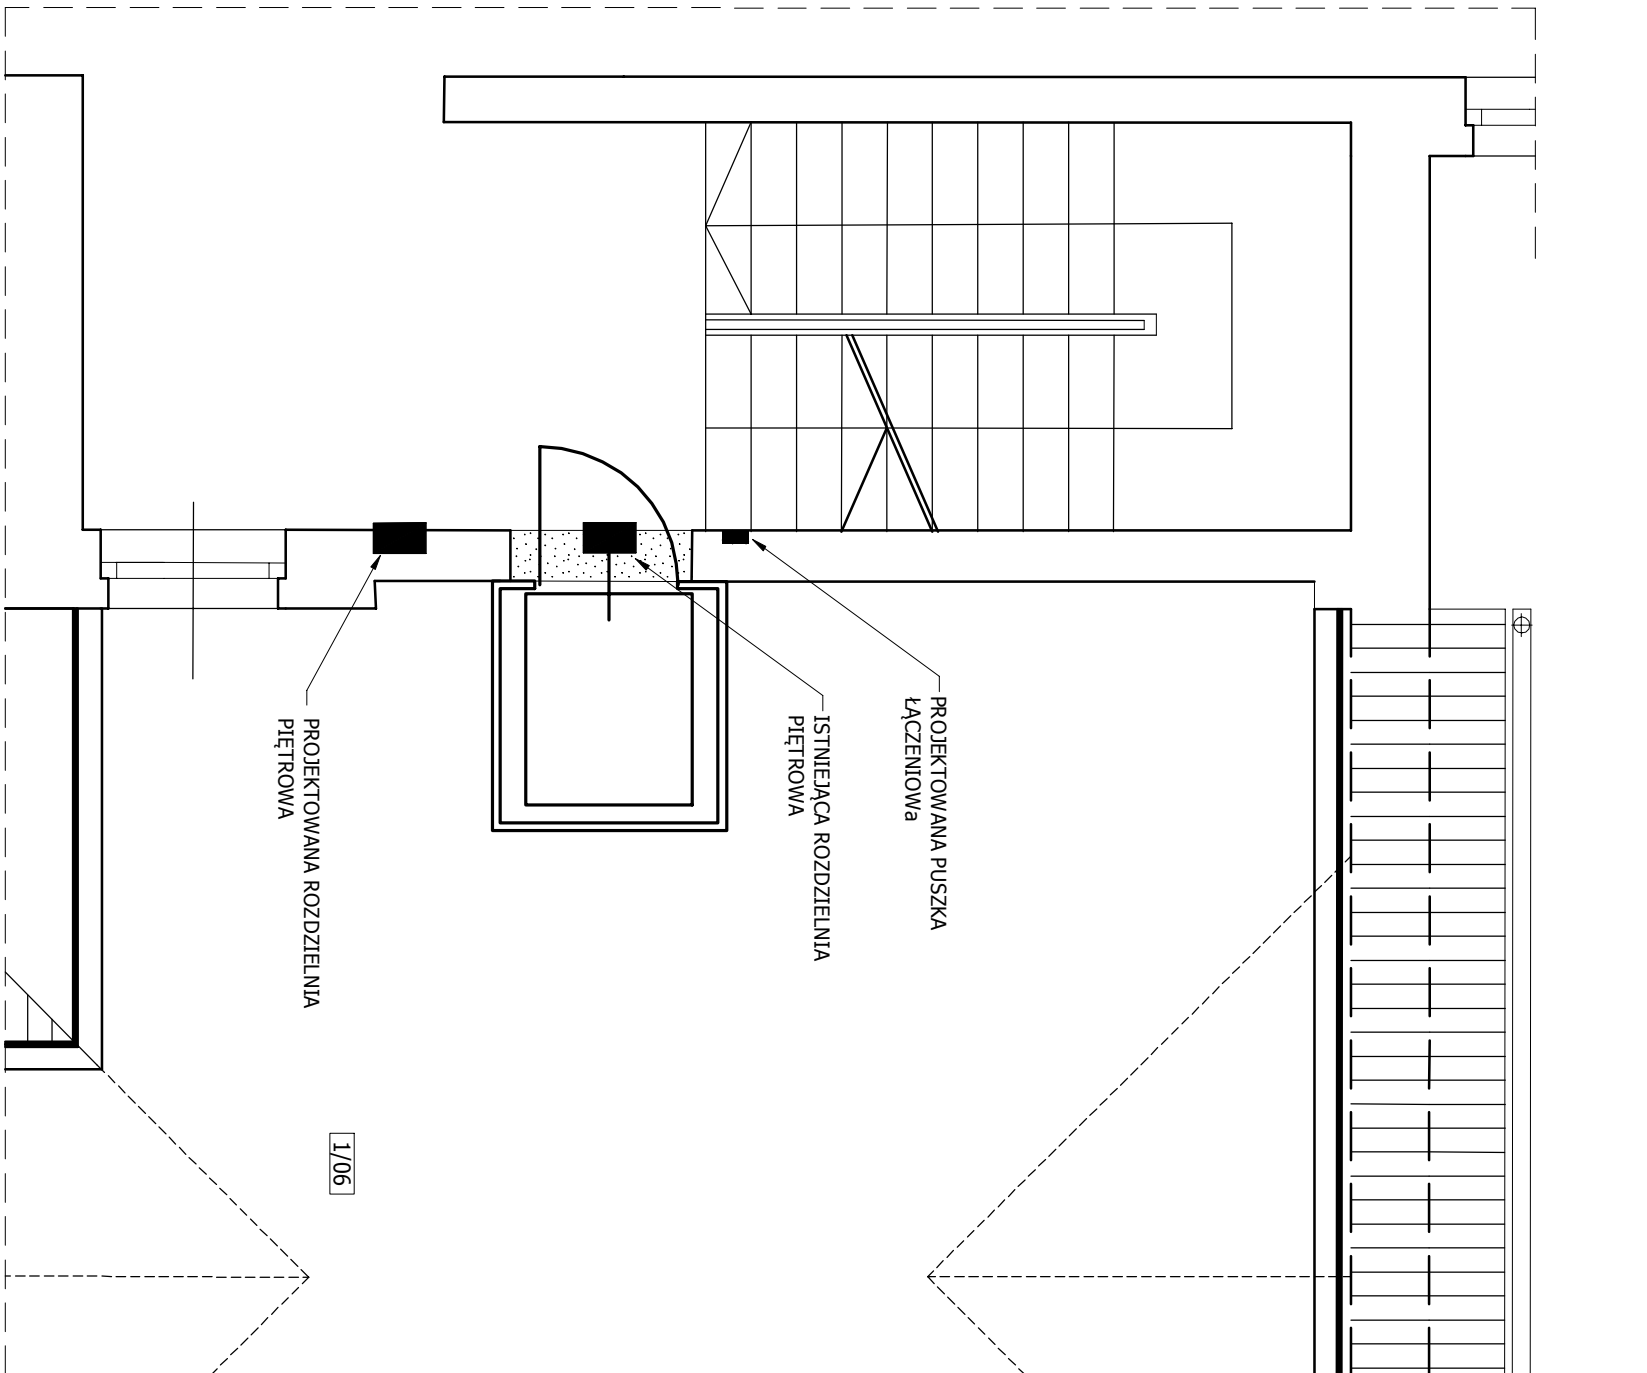 PROJEKTOWANA PUSZKA
ŁĄCZENIOWa
ISTNIEJĄCA ROZDZIELNIA
PIĘTROWA
PROJEKTOWANA ROZDZIELNIA
PIĘTROWA
1/06